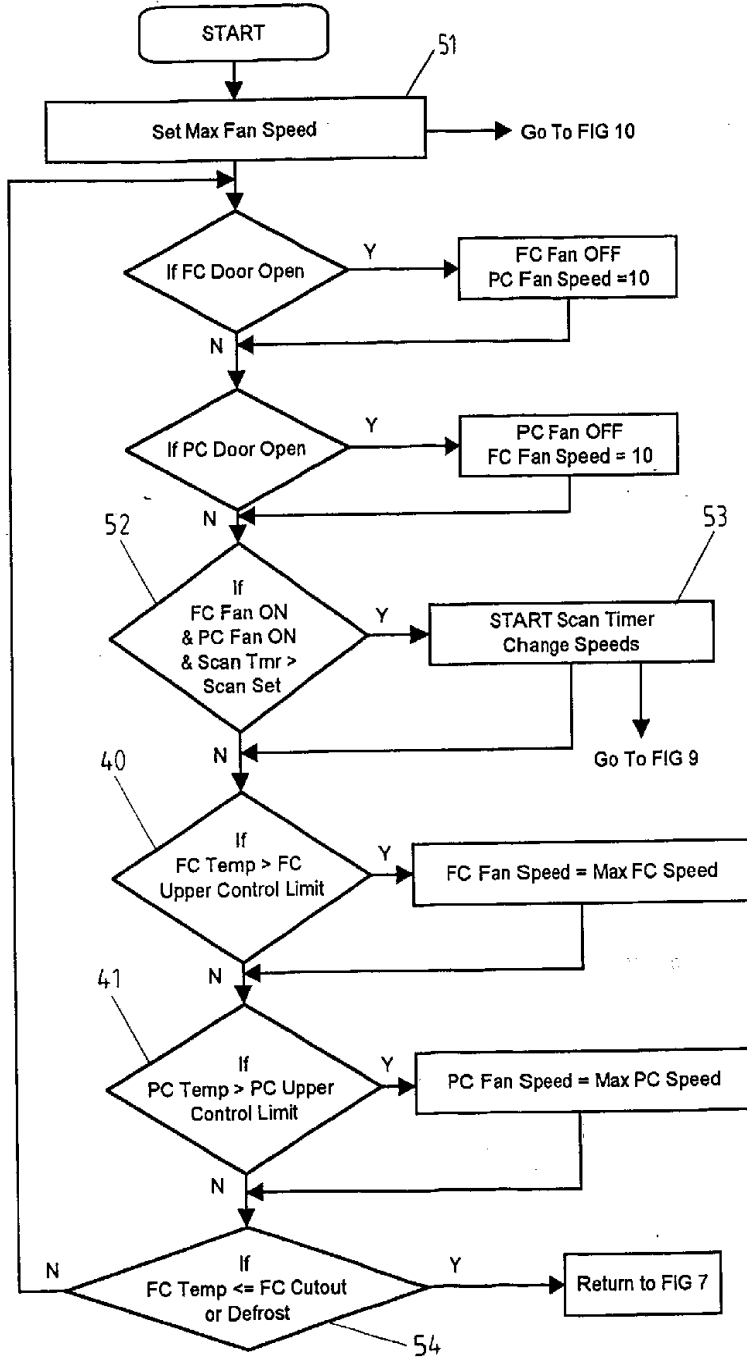 START
51
Set Max Fan Speed
Go To FIG 10
If FC Door Open
Y
FC Fan OFF
PC Fan Speed =10
N
If PC Door Open
Y
PC Fan OFF
FC Fan Speed = 10
N
52
If
FC Fan ON
& PC Fan ON
& Scan Tmr >
Scan Set
Y
53
START Scan Timer
Change Speeds
N
Go To FIG 9
40
If
FC Temp > FC
Upper Control Limit
Y
FC Fan Speed = Max FC Speed
N
41
If
PC Temp > PC Upper
Control Limit
Y
PC Fan Speed = Max PC Speed
N
N
If
FC Temp <= FC Cutout
or Defrost
Y
Return to FIG 7
54